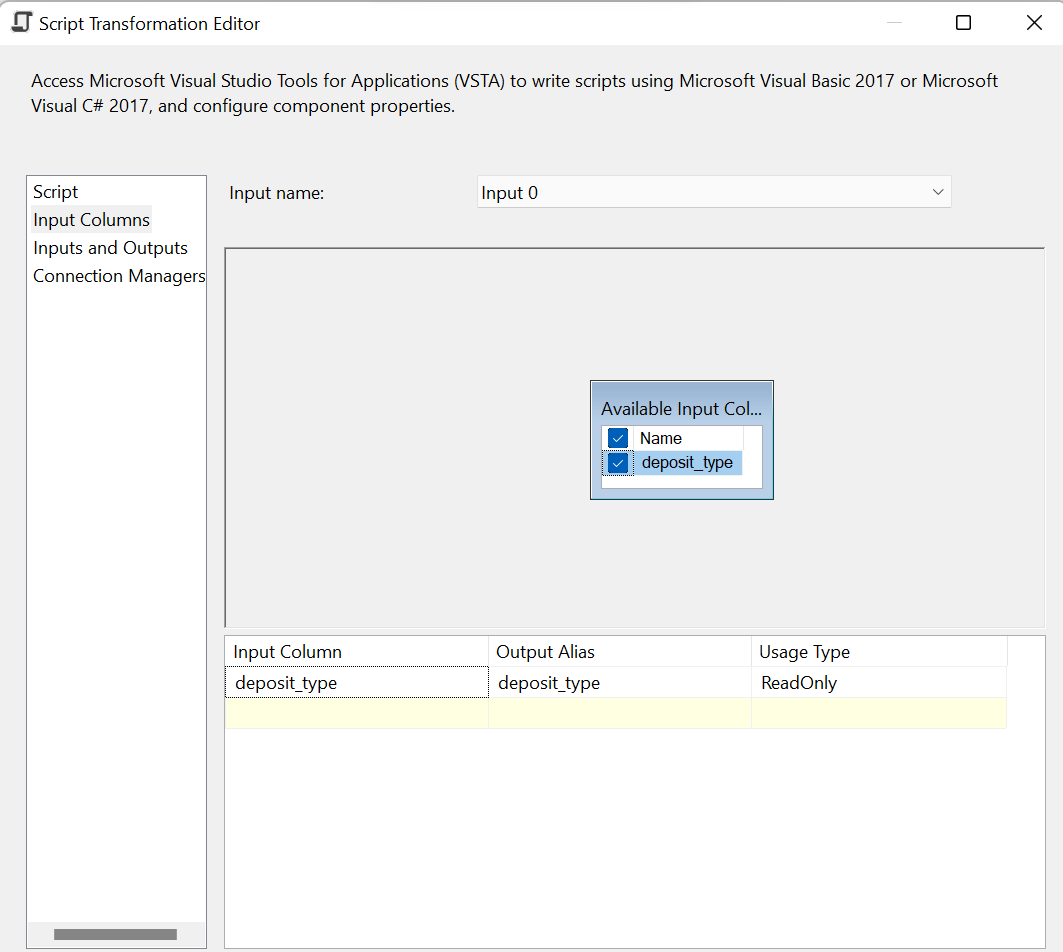 Script Transformation Editor
Access Microsoft Visual Studio Tools for Applications (VSTA) to write scripts using Microsoft Visual Basic 2017 or Microsoft
Visual C# 2017, and configure component properties.
Script
Input Columns
Inputs and Outputs
Connection Managers
Input name:
Input 0
Available Input Col...
Name
deposit_type
Input Column
Output Alias
Usage Type
deposit_type
deposit_type
ReadOnly